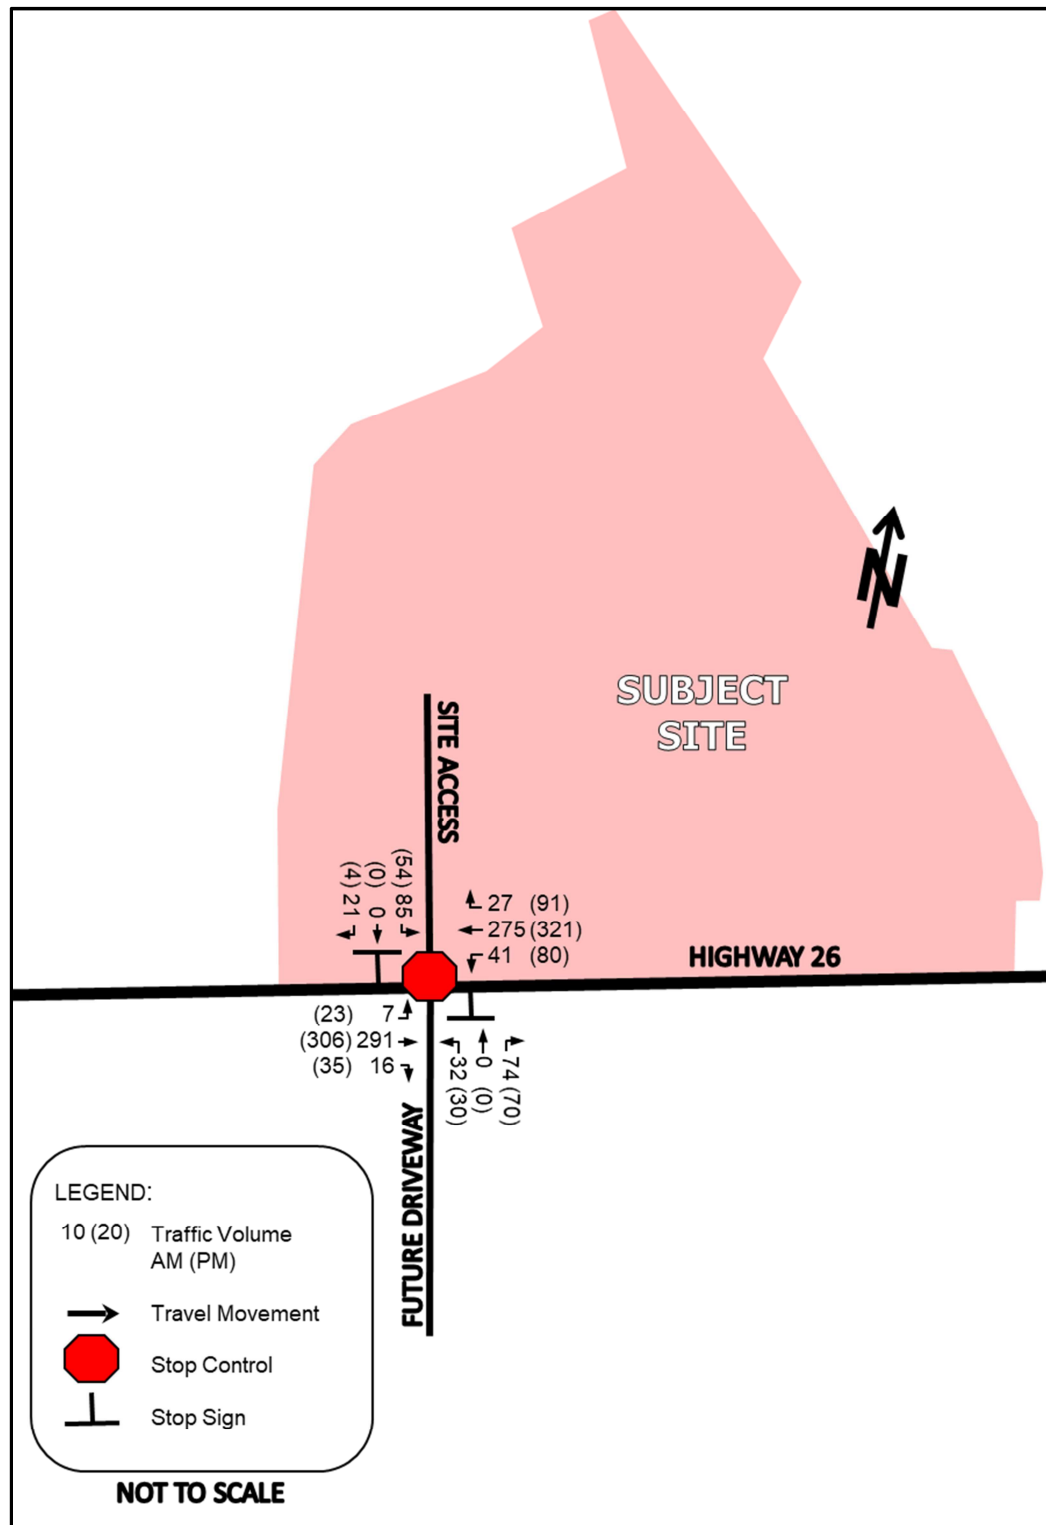 N
SUBJECT
SITE
SITE ACCESS
(54) 85
(0) 0
(4) 21
27 (91)
275 (321)
41 (80)
HIGHWAY 26
(23) 7
(306) 291
(35) 16
32 (30)
0 (0)
74 (70)
FUTURE DRIVEWAY
LEGEND:
10 (20) Traffic Volume
AM (PM)
Travel Movement
Stop Control
Stop Sign
NOT TO SCALE